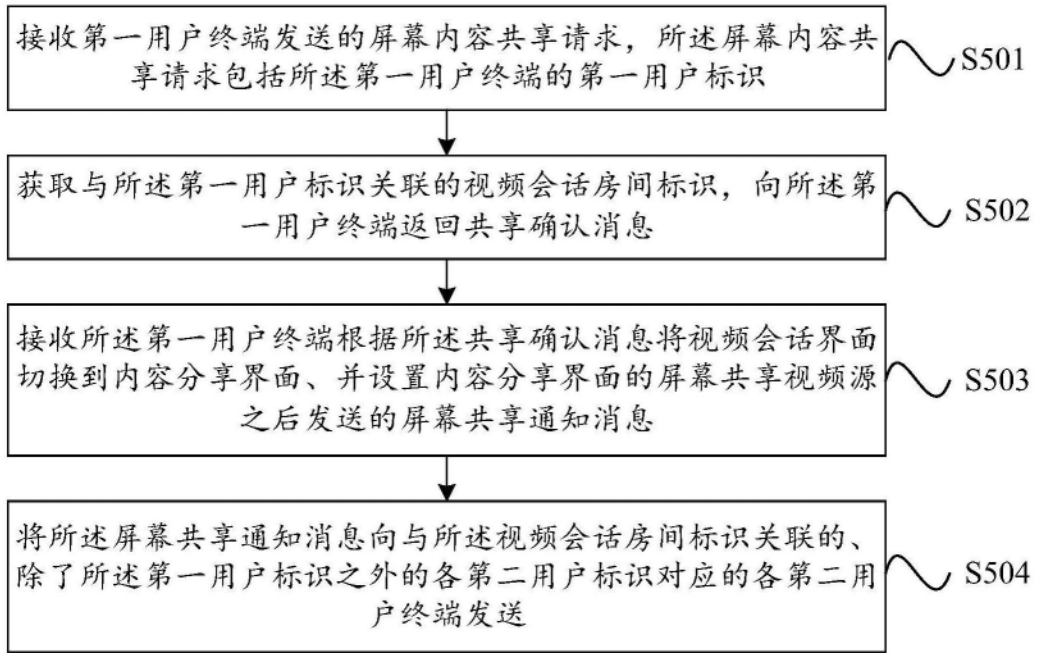 接收第一用户终端发送的屏幕内容共享请求，所述屏幕内容共
享请求包括所述第一用户终端的第一用户标识
S501
获取与所述第一用户标识关联的视频会话房间标识，向所述第
一用户终端返回共享确认消息
S502
接收所述第一用户终端根据所述共享确认消息将视频会话界面
切换到内容分享界面、并设置内容分享界面的屏幕共享视频源
之后发送的屏幕共享通知消息
S503
将所述屏幕共享通知消息向与所述视频会话房间标识关联的、
除了所述第一用户标识之外的各第二用户标识对应的各第二用
户终端发送
S504